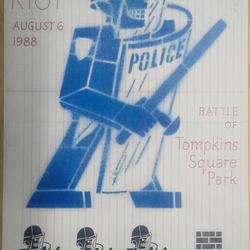 RIOT
AUGUST 6
1988
POLICE
BATTLE
OF
Tompkins
Square
Park